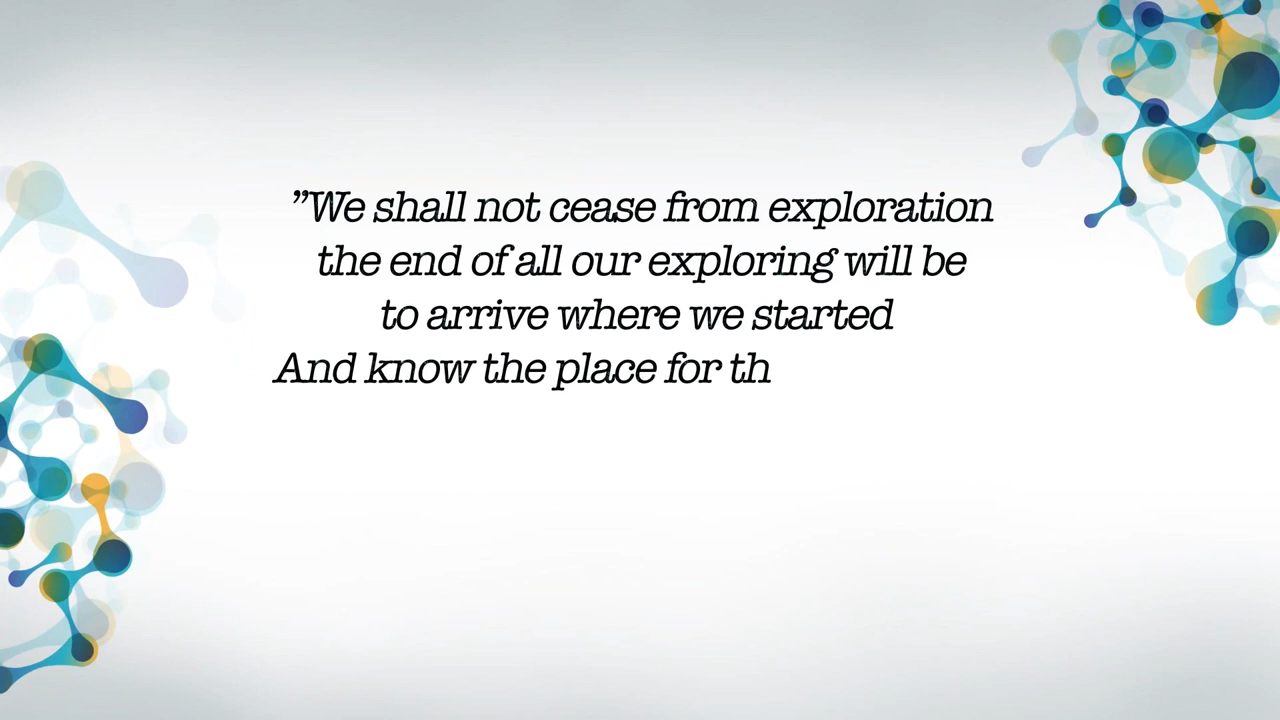 ”We shall not cease from exploration
the end of all our exploring will be
to arrive where we started
And know the place for th